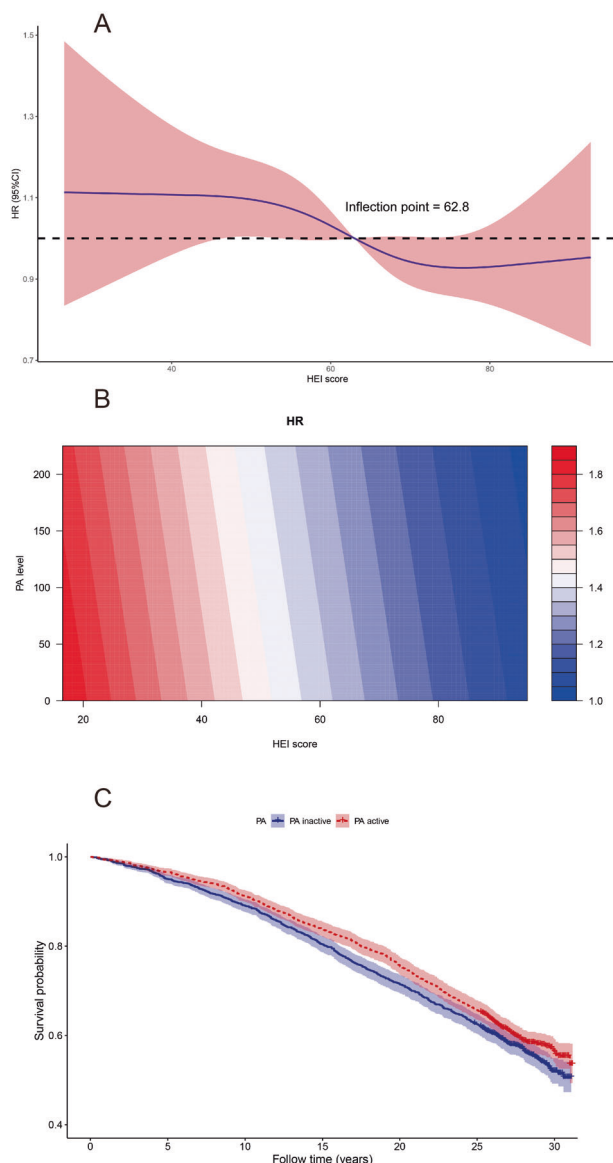 A
1.5
1.3
1.1
0.9
0.7
HR (95%CI)
Inflection point = 62.8
40 60 80
HEI score
B
HR
200
150
100
50
0
PA level
20 40 60 80
HEI score
1.8
1.6
1.4
1.2
1.0
C
PA PA inactive PA active
1.0
0.8
0.6
0.4
Survival probability
0 5 10 15 20 25 30
Follow time (years)